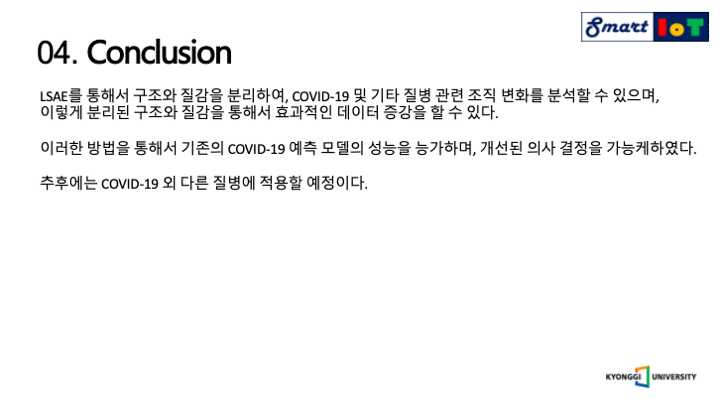 Smart IoT
04. Conclusion
LSAE를 통해서 구조와 질감을 분리하여, COVID-19 및 기타 질병 관련 조직 변화를 분석할 수 있으며,
이렇게 분리된 구조와 질감을 통해서 효과적인 데이터 증강을 할 수 있다.
이러한 방법을 통해서 기존의 COVID-19 예측 모델의 성능을 능가하며, 개선된 의사 결정을 가능케하였다.
추후에는 COVID-19 외 다른 질병에 적용할 예정이다.
KYONGGI UNIVERSITY